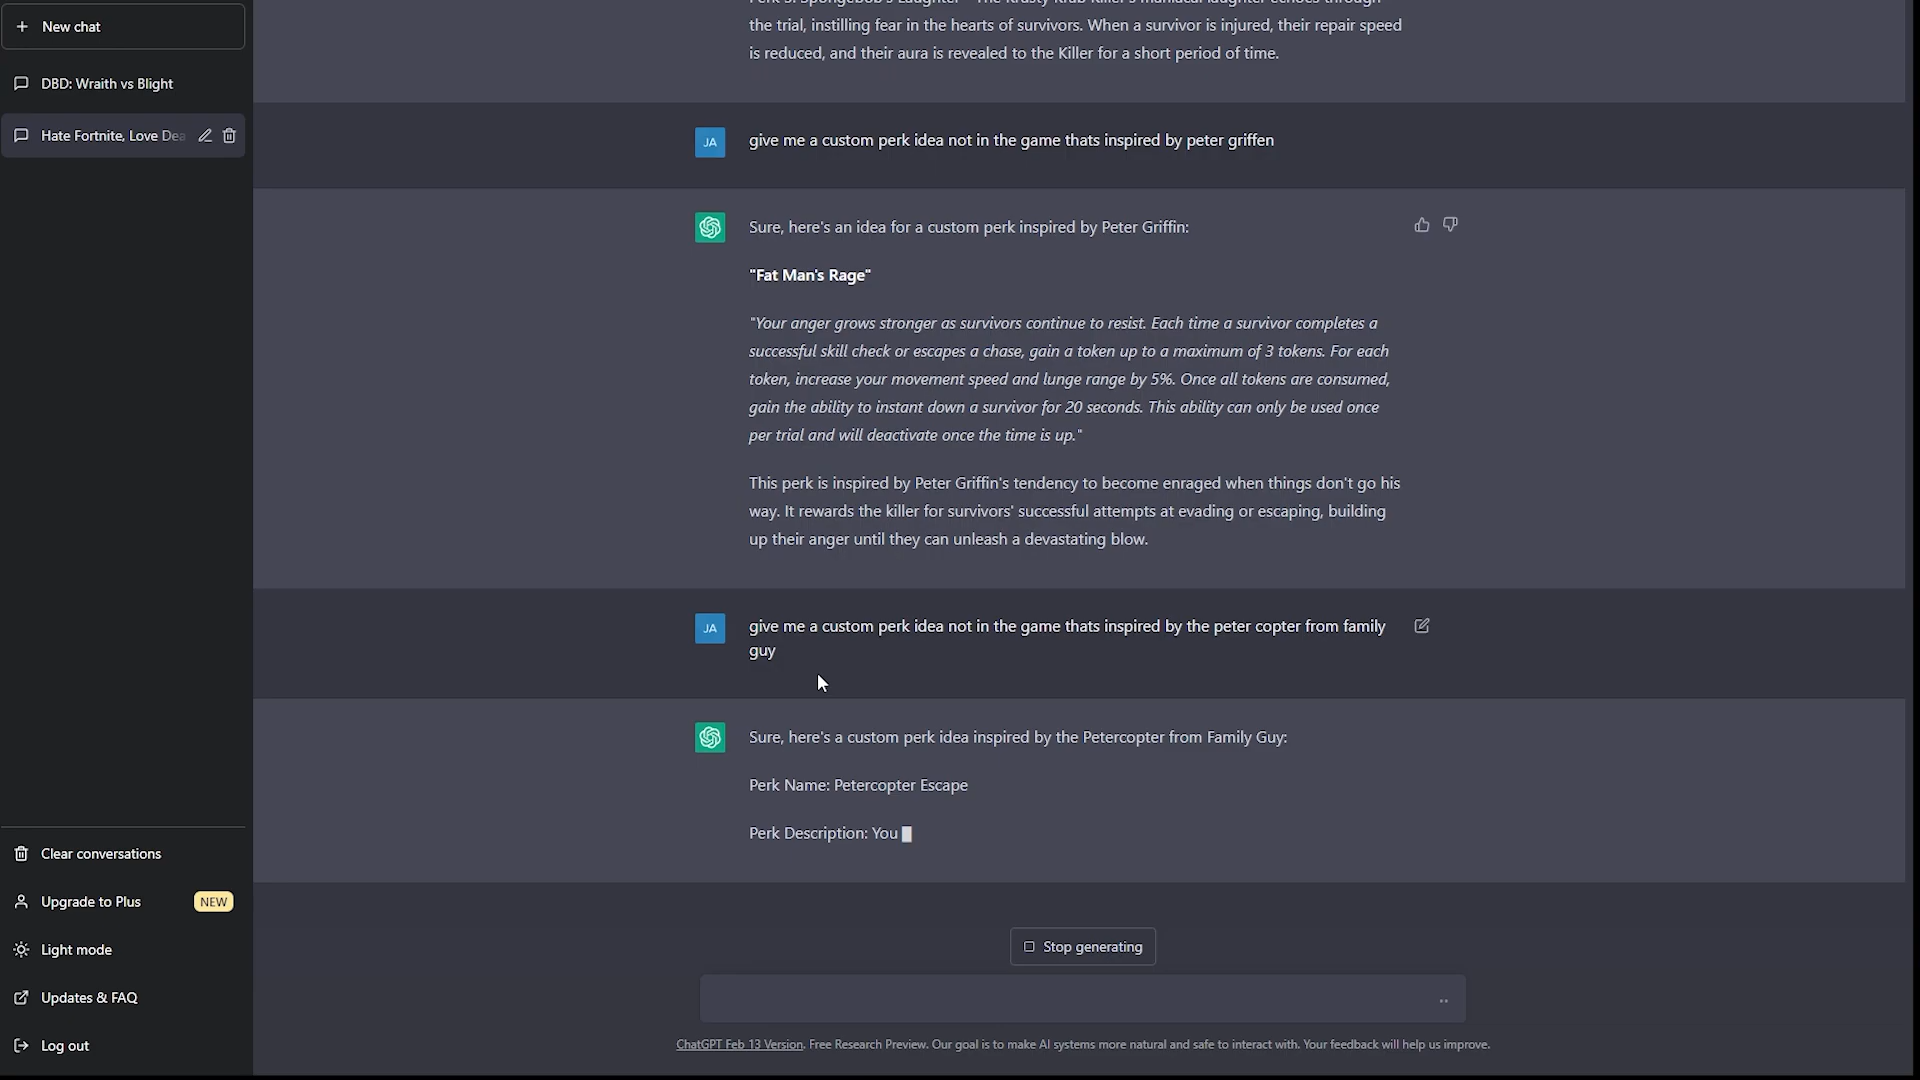 New chat
DBD: Wraith vs Blight
Hate Fortnite, Love Dea
Clear conversations
Upgrade to Plus NEW
Light mode
Updates & FAQ
Log out
the trial, instilling fear in the hearts of survivors. When a survivor is injured, their repair speed
is reduced, and their aura is revealed to the Killer for a short period of time.
JA
give me a custom perk idea not in the game thats inspired by peter griffen
Sure, here's an idea for a custom perk inspired by Peter Griffin:
"Fat Man's Rage"
"Your anger grows stronger as survivors continue to resist. Each time a survivor completes a
successful skill check or escapes a chase, gain a token up to a maximum of 3 tokens. For each
token, increase your movement speed and lunge range by 5%. Once all tokens are consumed,
gain the ability to instant down a survivor for 20 seconds. This ability can only be used once
per trial and will deactivate once the time is up."
This perk is inspired by Peter Griffin's tendency to become enraged when things don't go his
way. It rewards the killer for survivors' successful attempts at evading or escaping, building
up their anger until they can unleash a devastating blow.
JA
give me a custom perk idea not in the game thats inspired by the peter copter from family
guy
Sure, here's a custom perk idea inspired by the Petercopter from Family Guy:
Perk Name: Petercopter Escape
Perk Description: You
Stop generating
ChatGPT Feb 13 Version. Free Research Preview. Our goal is to make AI systems more natural and safe to interact with. Your feedback will help us improve.